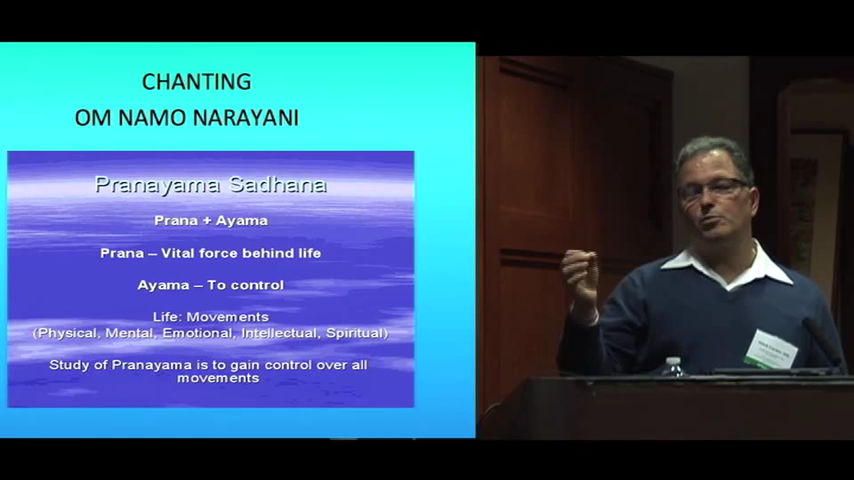 CHANTING
OM NAMO NARAYANI
Pranayama Sadhana
Prana + Ayama
Prana – Vital force behind life
Ayama – To control
Life: Movements
(Physical, Mental, Emotional, Intellectual, Spiritual)
Study of Pranayama is to gain control over all
movements